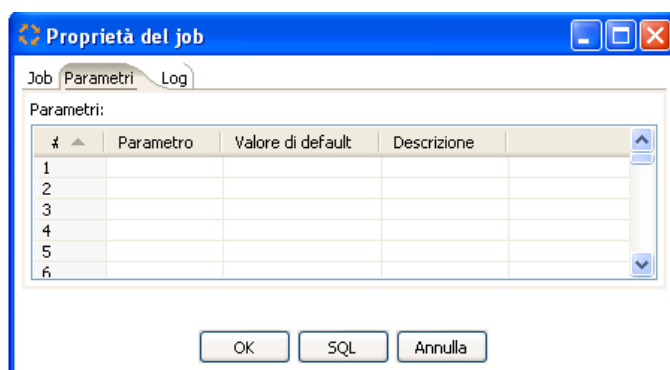 Proprietà del job
Job Parametri Log
Parametri:
# Parametro Valore di default Descrizione
1
2
3
4
5
6
OK SQL Annulla